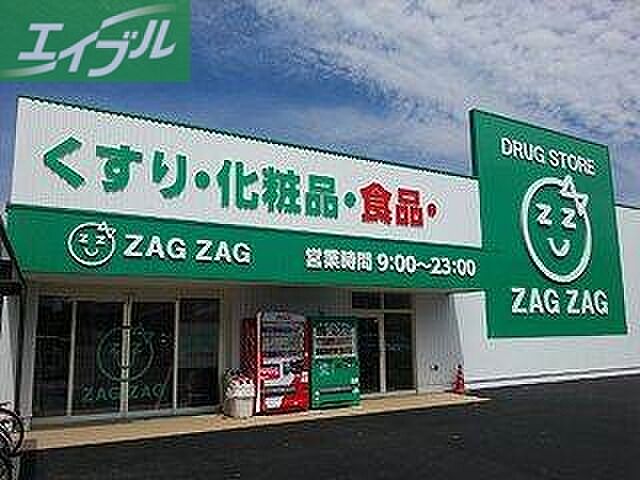 エイブル
くすり・化粧品・食品・
DRUG STORE
ZAG ZAG
営業時間 9:00～23:00
ZAG ZAG
ZAG ZAG